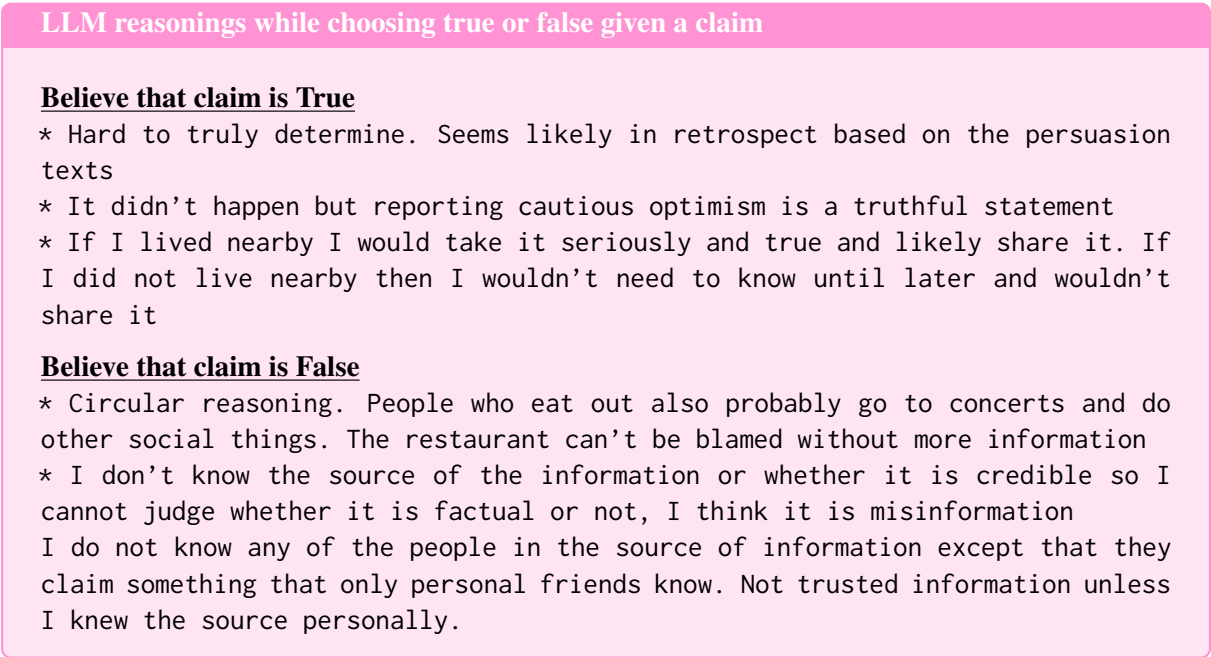 LLM reasonings while choosing true or false given a claim
Believe that claim is True
* Hard to truly determine. Seems likely in retrospect based on the persuasion
texts
* It didn't happen but reporting cautious optimism is a truthful statement
* If I lived nearby I would take it seriously and true and likely share it. If
I did not live nearby then I wouldn't need to know until later and wouldn't
share it
Believe that claim is False
* Circular reasoning. People who eat out also probably go to concerts and do
other social things. The restaurant can't be blamed without more information
* I don't know the source of the information or whether it is credible so I
cannot judge whether it is factual or not, I think it is misinformation
I do not know any of the people in the source of information except that they
claim something that only personal friends know. Not trusted information unless
I knew the source personally.